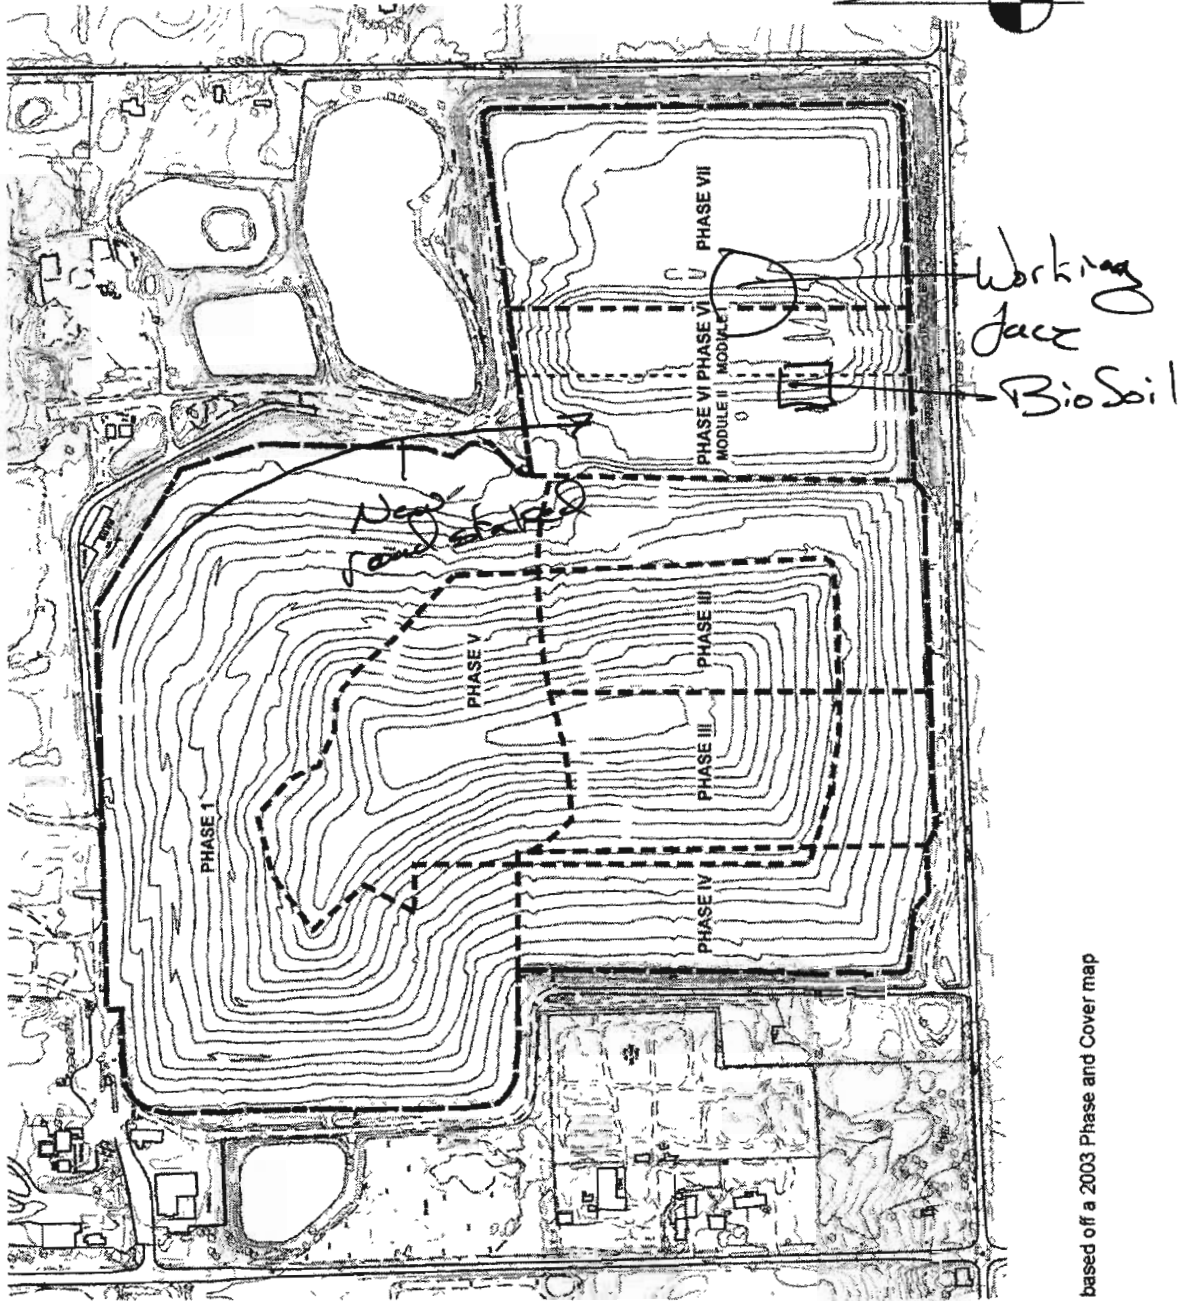 PHASE VII
PHASE VI
MODULE I
PHASE VI
MODULE II
Working
face
BioSoil
New
road staked
PHASE V
PHASE III
PHASE III
PHASE 1
PHASE IV
based off a 2003 Phase and Cover map